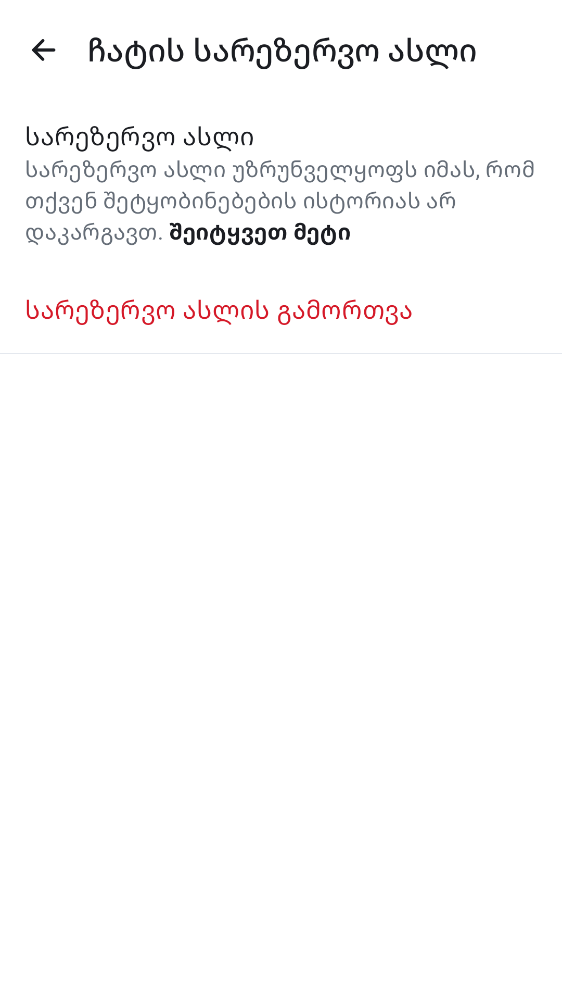 ჩატის სარეზერვო ასლი
სარეზერვო ასლი
სარეზერვო ასლი უზრუნველყოფს იმას, რომ
თქვენ შეტყობინებების ისტორიას არ
დაკარგავთ. შეიტყვეთ მეტი
სარეზერვო ასლის გამორთვა